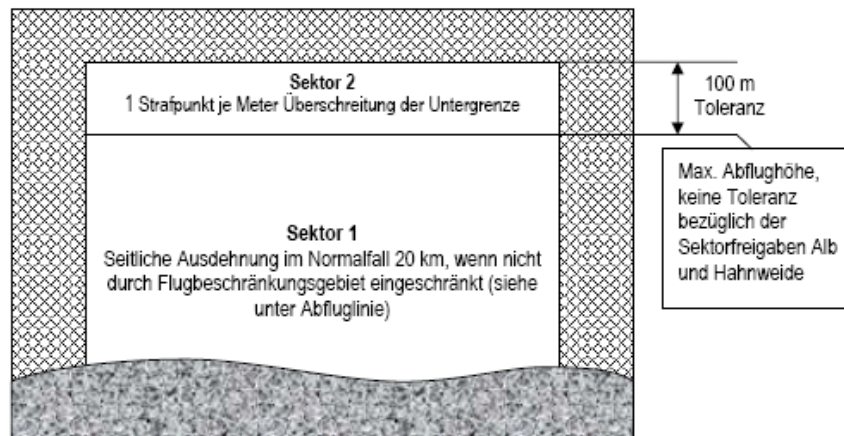 Sektor 2
1 Strafpunkt je Meter Überschreitung der Untergrenze
100 m
Toleranz
Max. Abflughöhe,
keine Toleranz
bezüglich der
Sektorfreigaben Alb
und Hahnweide
Sektor 1
Seitliche Ausdehnung im Normalfall 20 km, wenn nicht
durch Flugbeschränkungsgebiet eingeschränkt (siehe
unter Abfluglinie)